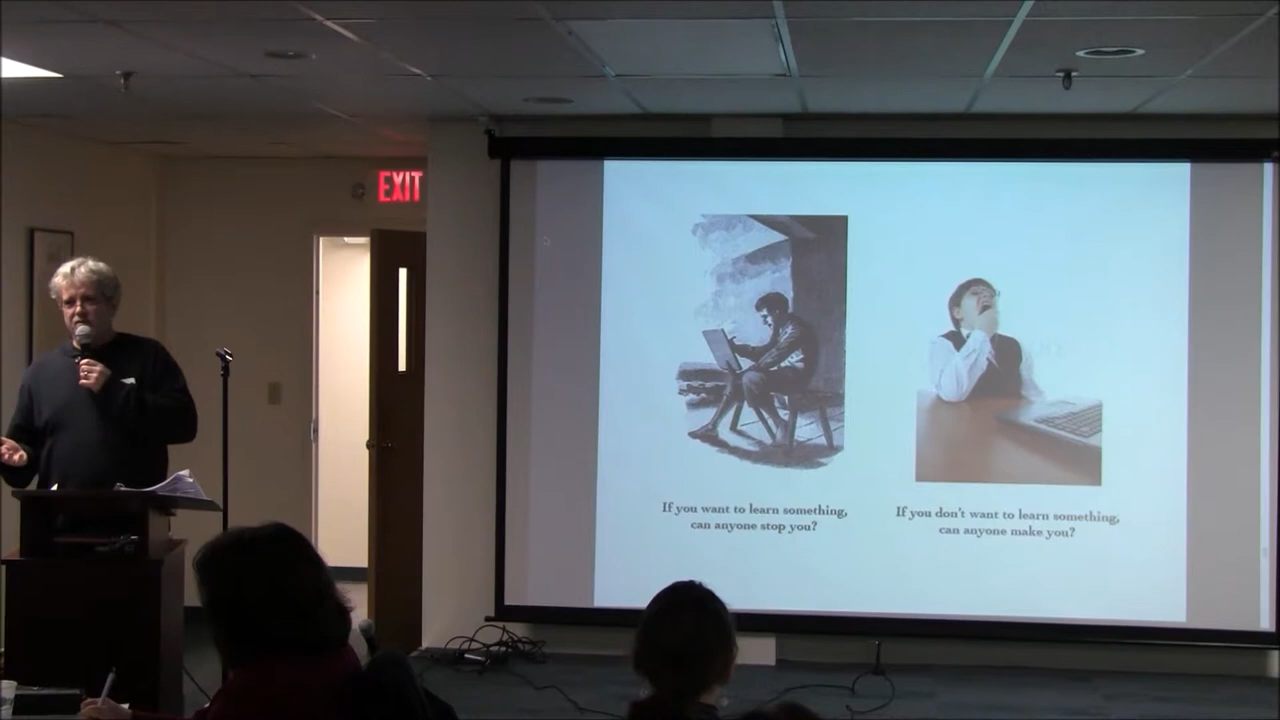 EXIT
If you want to learn something,
can anyone stop you?
If you don't want to learn something,
can anyone make you?